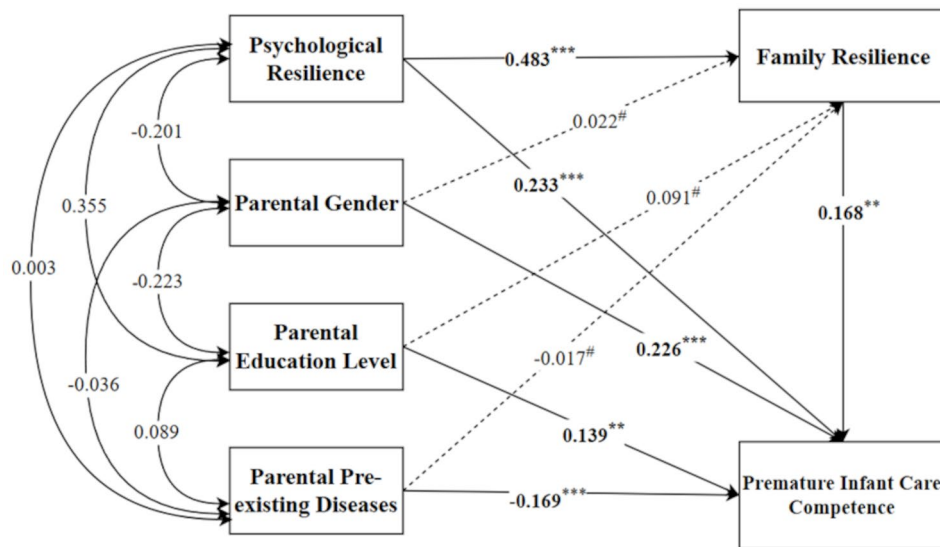 Psychological
Resilience
0.483***
Family Resilience
-0.201
0.022#
0.233***
0.091#
0.355
Parental Gender
0.168**
0.003
-0.223
Parental
Education Level
-0.017#
0.226***
-0.036
0.089
0.139**
Parental Pre-
existing Diseases
-0.169***
Premature Infant Care
Competence